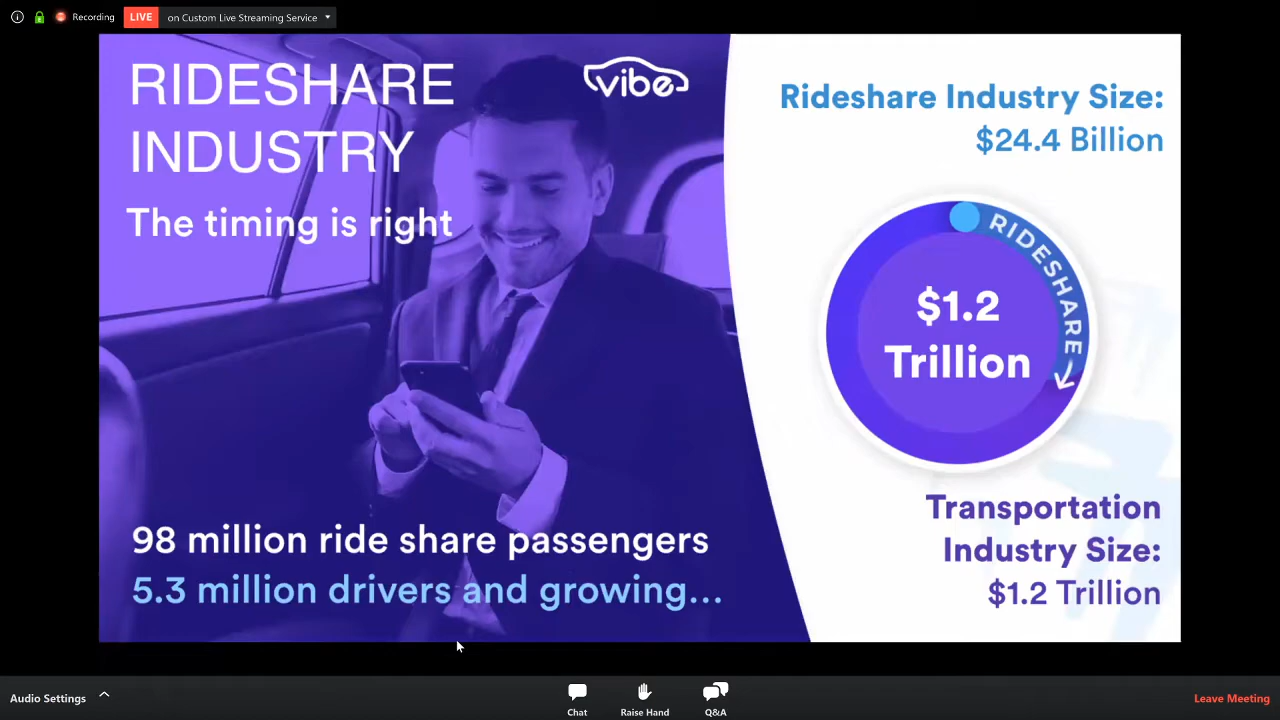 Recording
LIVE
on Custom Live Streaming Service
RIDESHARE
INDUSTRY
The timing is right
vibe
Rideshare Industry Size:
$24.4 Billion
RIDESHARE
$1.2
Trillion
98 million ride share passengers
5.3 million drivers and growing...
Transportation
Industry Size:
$1.2 Trillion
Audio Settings
Chat
Raise Hand
Q&A
Leave Meeting